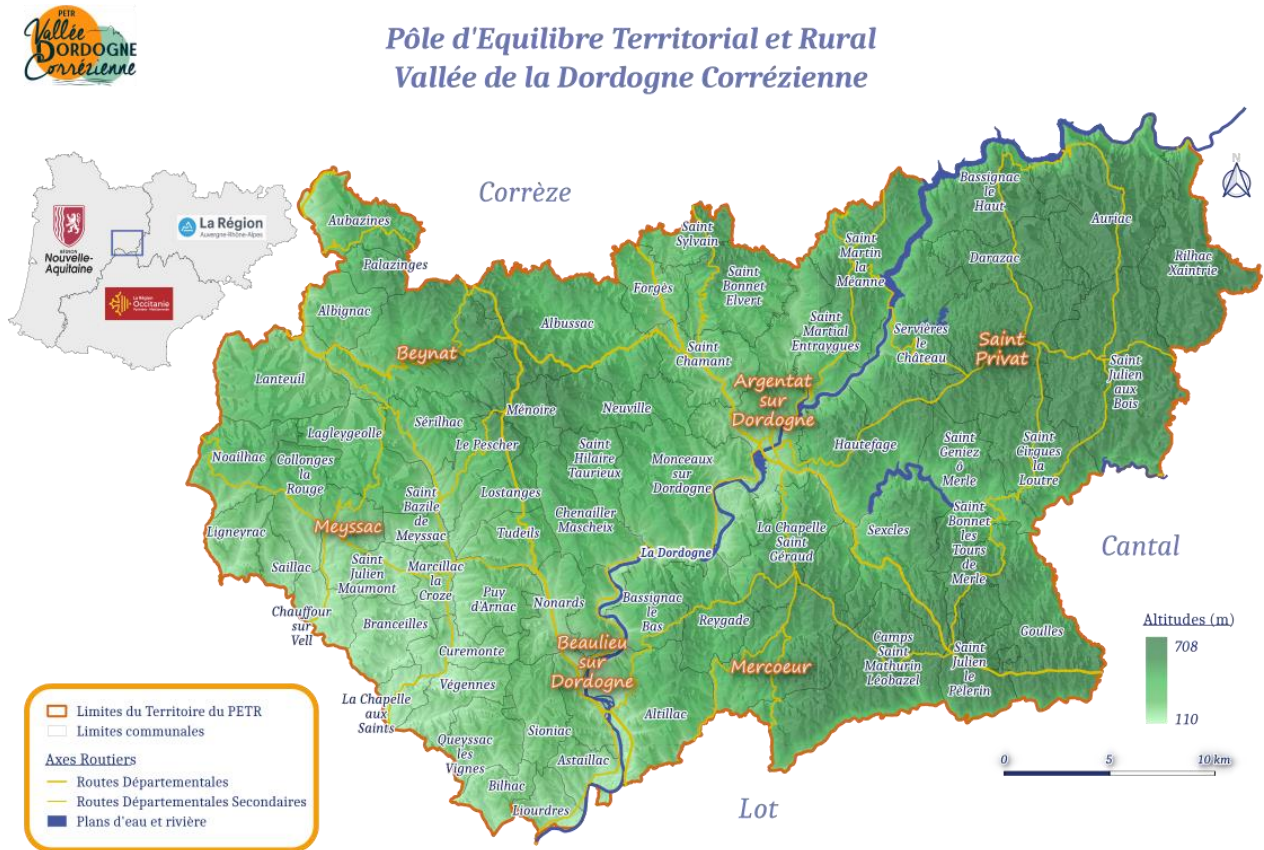 PETR
Vallée
DORDOGNE
Corrézienne
Pôle d'Equilibre Territorial et Rural
Vallée de la Dordogne Corrézienne
RÉGION
Nouvelle-
Aquitaine
La Région
Auvergne-Rhône-Alpes
La Région
Occitanie
N
Corrèze
Cantal
Lot
Aubazines
Palazinges
Albignac
Beynat
Albussac
Forgès
Saint
Sylvain
Saint
Bonnet
Elvert
Saint
Chamant
Saint
Martin
la
Méanne
Saint
Martial
Entraygues
Bassignac
le
Haut
Auriac
Darazac
Rilhac
Xaintrie
Servières
le
Château
Saint
Privat
Saint
Julien
aux
Bois
Argentat
sur
Dordogne
Lanteuil
Sérilhac
Ménoire
Neuville
Lagleygeolle
Le Pescher
Noailhac
Collonges
la
Rouge
Saint
Hilaire
Taurieux
Monceaux
sur
Dordogne
Hautefage
Saint
Geniez
ô
Merle
Saint
Cirgues
la
Loutre
Saint
Bazile
de
Meyssac
Lostanges
Chenailler
Mascheix
Meyssac
Ligneyrac
Tudeils
La Dordogne
La Chapelle
Saint
Géraud
Sexcles
Saint
Bonnet
les
Tours
de
Merle
Saillac
Saint
Julien
Maumont
Marcillac
la
Croze
Puy
d'Arnac
Nonards
Bassignac
le
Bas
Reygade
Chauffour
sur
Vell
Branceilles
Curemonte
Beaulieu
sur
Dordogne
Mercoeur
Camps
Saint
Mathurin
Léobazel
Saint
Julien
le
Pèlerin
Goulles
Végennes
La Chapelle
aux
Saints
Altillac
Sioniac
Queyssac
les
Vignes
Astaillac
Bilhac
Liourdres
Altitudes (m)
708
110
0 5 10 km
Limites du Territoire du PETR
Limites communales
Axes Routiers
Routes Départementales
Routes Départementales Secondaires
Plans d'eau et rivière